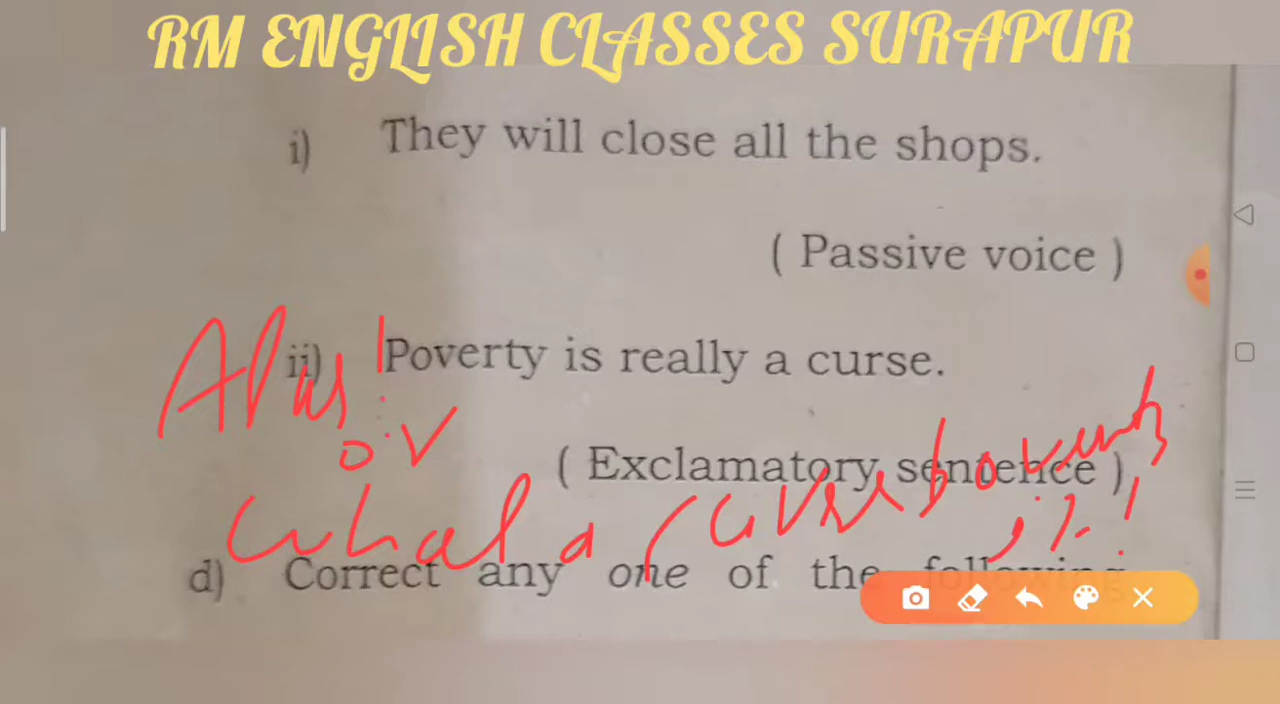 RM ENGLISH CLASSES SURAPUR
i) They will close all the shops.
( Passive voice )
ii) Poverty is really a curse.
Alas !
or
( Exclamatory sentence )
What a curse poverty is !
d) Correct any one of the following